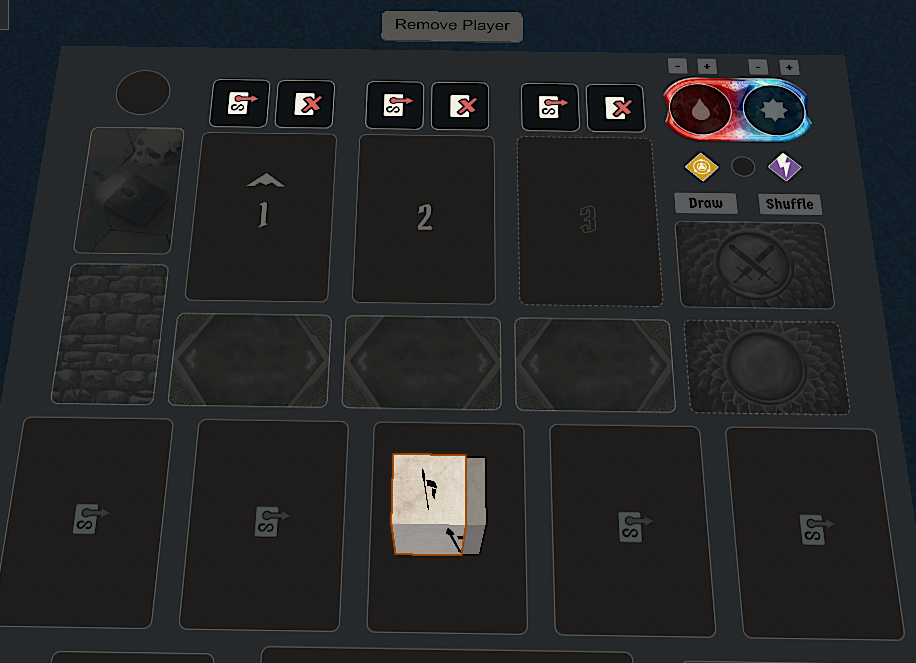 Remove Player
- + - +
S S S
1 2 3
Draw Shuffle
S S S S